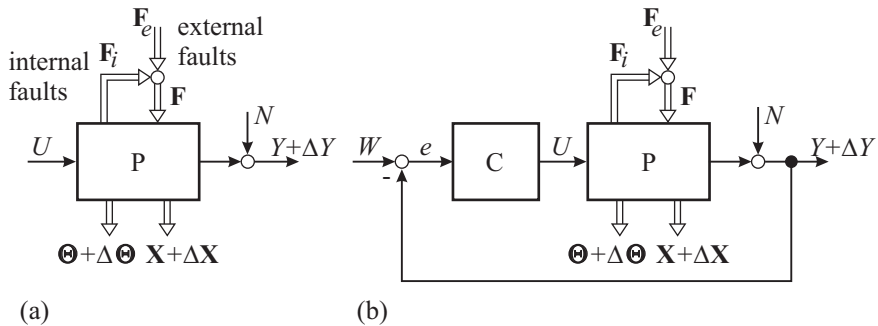 F_e
external
faults
F_i
internal
faults
F
N
U
P
Y+ΔY
Θ+ΔΘ X+ΔX
(a)
F_e
F_i
F
N
W
e
C
U
P
Y+ΔY
-
Θ+ΔΘ X+ΔX
(b)